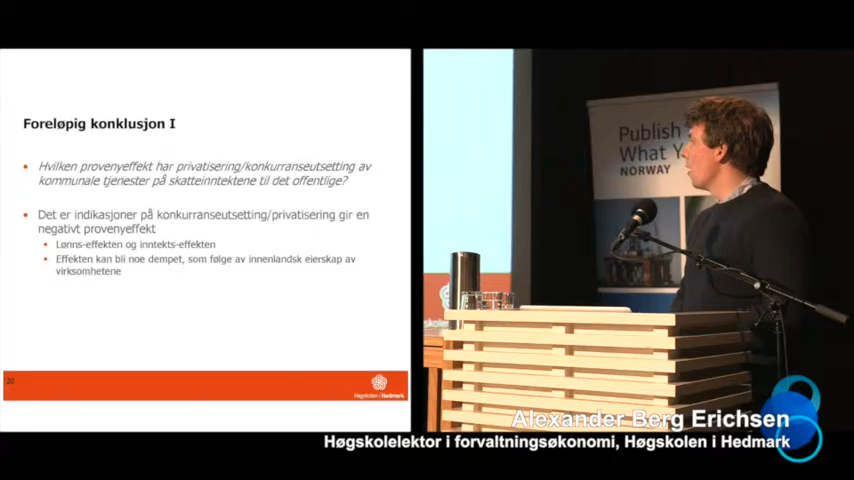 Foreløpig konklusjon I
Hvilken provenyeffekt har privatisering/konkurranseutsetting av
kommunale tjenester på skatteinntektene til det offentlige?
Det er indikasjoner på konkurranseutsetting/privatisering gir en
negativt provenyeffekt
Lønns-effekten og inntekts-effekten
Effekten kan bli noe dempet, som følge av innenlandsk eierskap av
virksomhetene
20
Høgskolen i Hedmark
Publish
What Y
NORWAY
Alexander Berg Erichsen
Høgskolelektor i forvaltningsøkonomi, Høgskolen i Hedmark